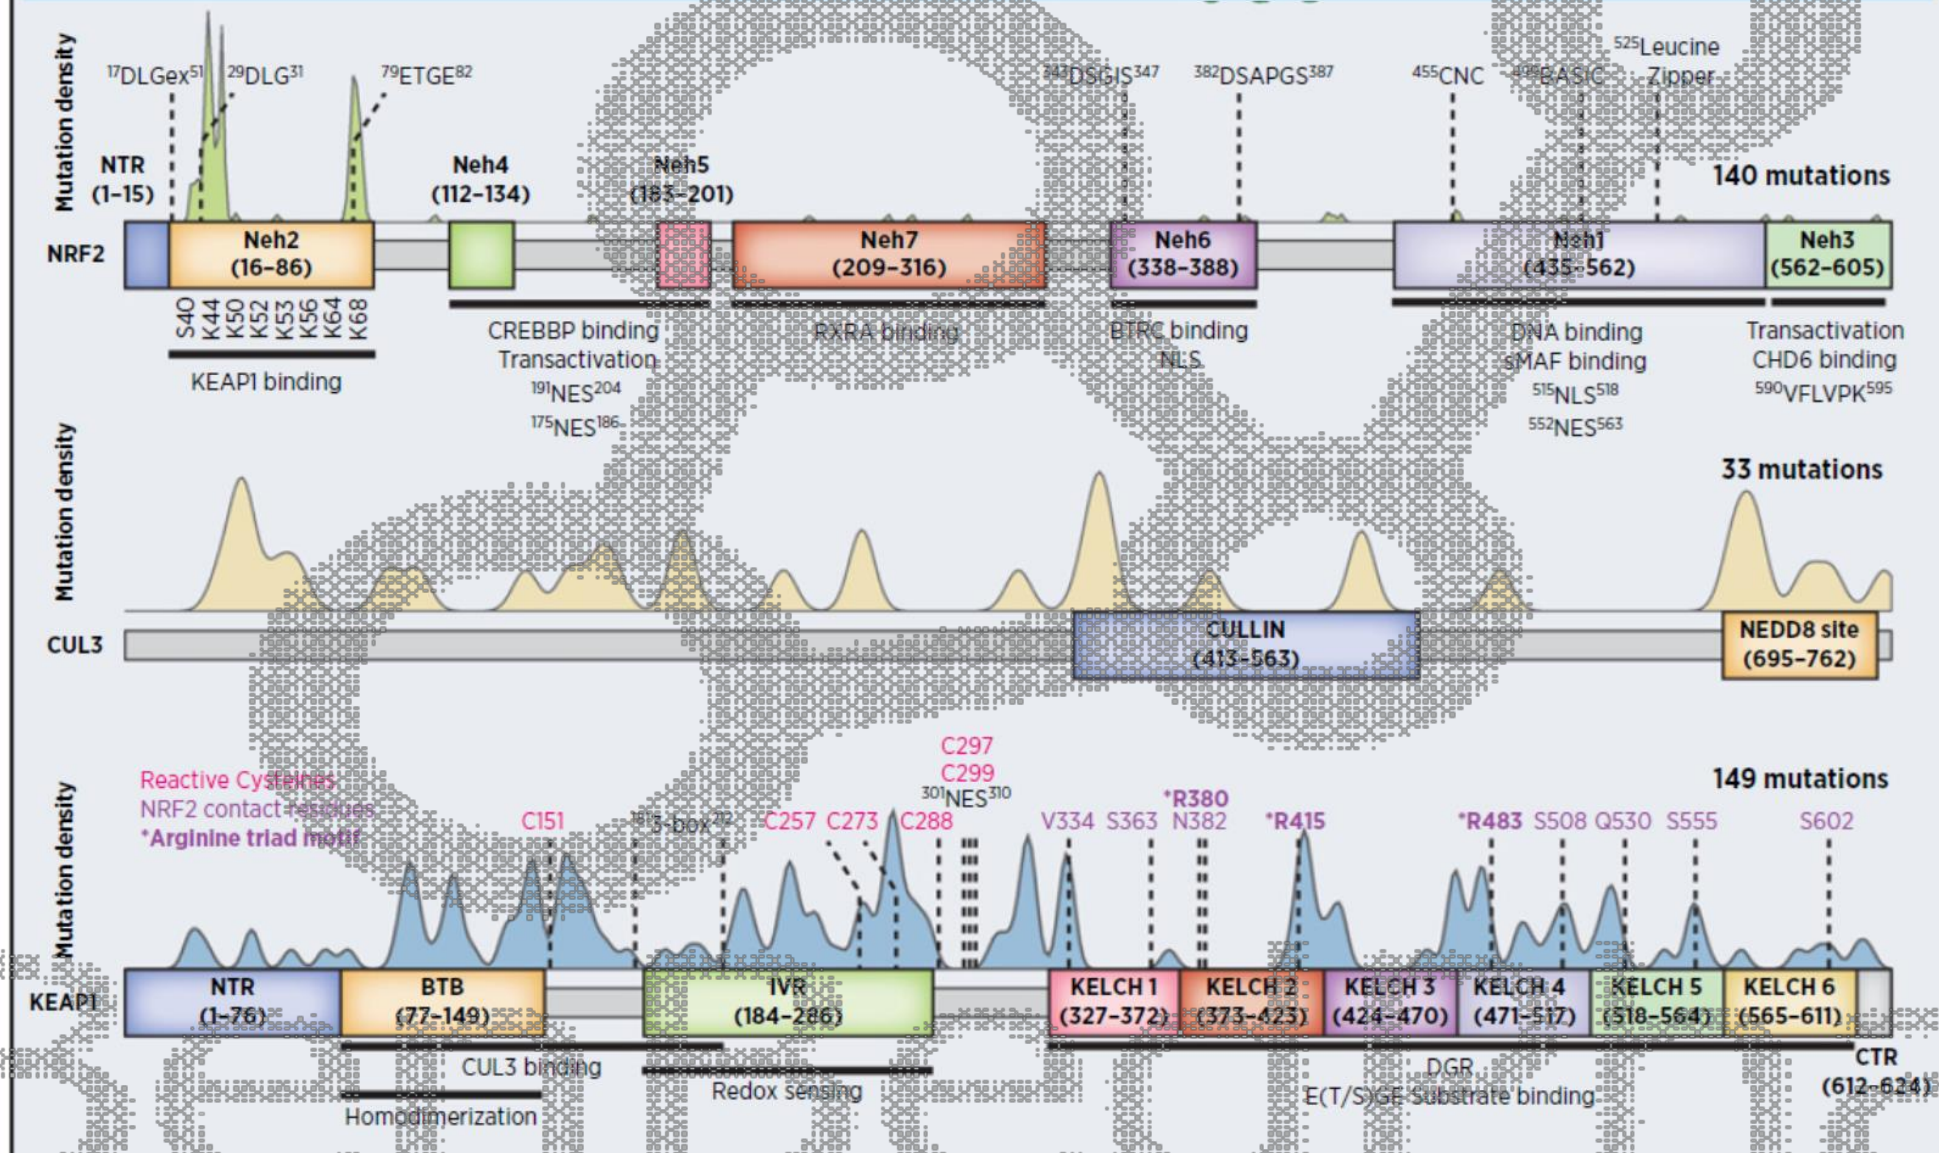 Mutation density
¹⁷DLGex⁵¹ ²⁹DLG³¹ ⁷⁹ETGE⁸² ³⁴³DSGIS³⁴⁷ ³⁸²DSAPGS³⁸⁷ ⁴⁵⁵CNC ⁴⁹⁹BASIC ⁵²⁵Leucine
Zipper
NTR
(1–15)
Neh4
(112–134)
Neh5
(183–201)
140 mutations
NRF2
Neh2
(16–86)
Neh7
(209–316)
Neh6
(338–388)
Neh1
(435–562)
Neh3
(562–605)
S40
K44
K50
K52
K53
K56
K64
K68
KEAP1 binding
CREBBP binding
Transactivation
¹⁹¹NES²⁰⁴
¹⁷⁵NES¹⁸⁶
RXRA binding
BTRC binding
NLS
DNA binding
sMAF binding
⁵¹⁵NLS⁵¹⁸
⁵⁵²NES⁵⁶³
Transactivation
CHD6 binding
⁵⁹⁰VFLVPK⁵⁹⁵
Mutation density
33 mutations
CUL3
CULLIN
(413–563)
NEDD8 site
(695–762)
Mutation density
Reactive Cysteines
NRF2 contact residues
*Arginine triad motif
149 mutations
C151
¹⁸¹3-box²¹²
C257 C273 C288
C297
C299
³⁰¹NES³¹⁰
V334 S363
*R380
N382
*R415
*R483 S508 Q530 S555 S602
KEAP1
NTR
(1–76)
BTB
(77–149)
IVR
(184–286)
KELCH 1
(327–372)
KELCH 2
(373–423)
KELCH 3
(424–470)
KELCH 4
(471–517)
KELCH 5
(518–564)
KELCH 6
(565–611)
CTR
(612–624)
CUL3 binding
Homodimerization
Redox sensing
DGR
E(T/S)GE Substrate binding